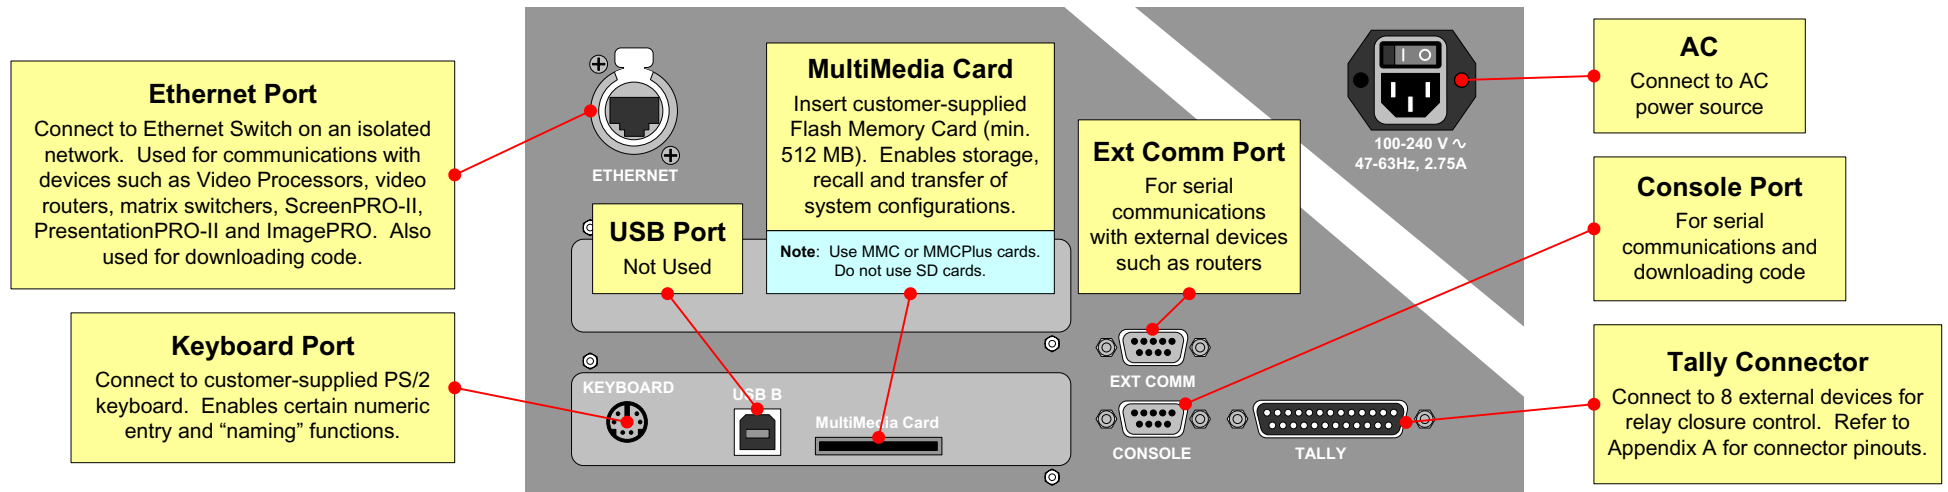 Ethernet Port
Connect to Ethernet Switch on an isolated
network.  Used for communications with
devices such as Video Processors, video
routers, matrix switchers, ScreenPRO-II,
PresentationPRO-II and ImagePRO.  Also
used for downloading code.
Keyboard Port
Connect to customer-supplied PS/2
keyboard.  Enables certain numeric
entry and “naming” functions.
ETHERNET
USB Port
Not Used
MultiMedia Card
Insert customer-supplied
Flash Memory Card (min.
512 MB).  Enables storage,
recall and transfer of
system configurations.
Note:  Use MMC or MMCPlus cards.
Do not use SD cards.
KEYBOARD
USB B
MultiMedia Card
Ext Comm Port
For serial
communications
with external devices
such as routers
EXT COMM
CONSOLE
TALLY
100-240 V ∿
47-63Hz, 2.75A
AC
Connect to AC
power source
Console Port
For serial
communications and
downloading code
Tally Connector
Connect to 8 external devices for
relay closure control.  Refer to
Appendix A for connector pinouts.